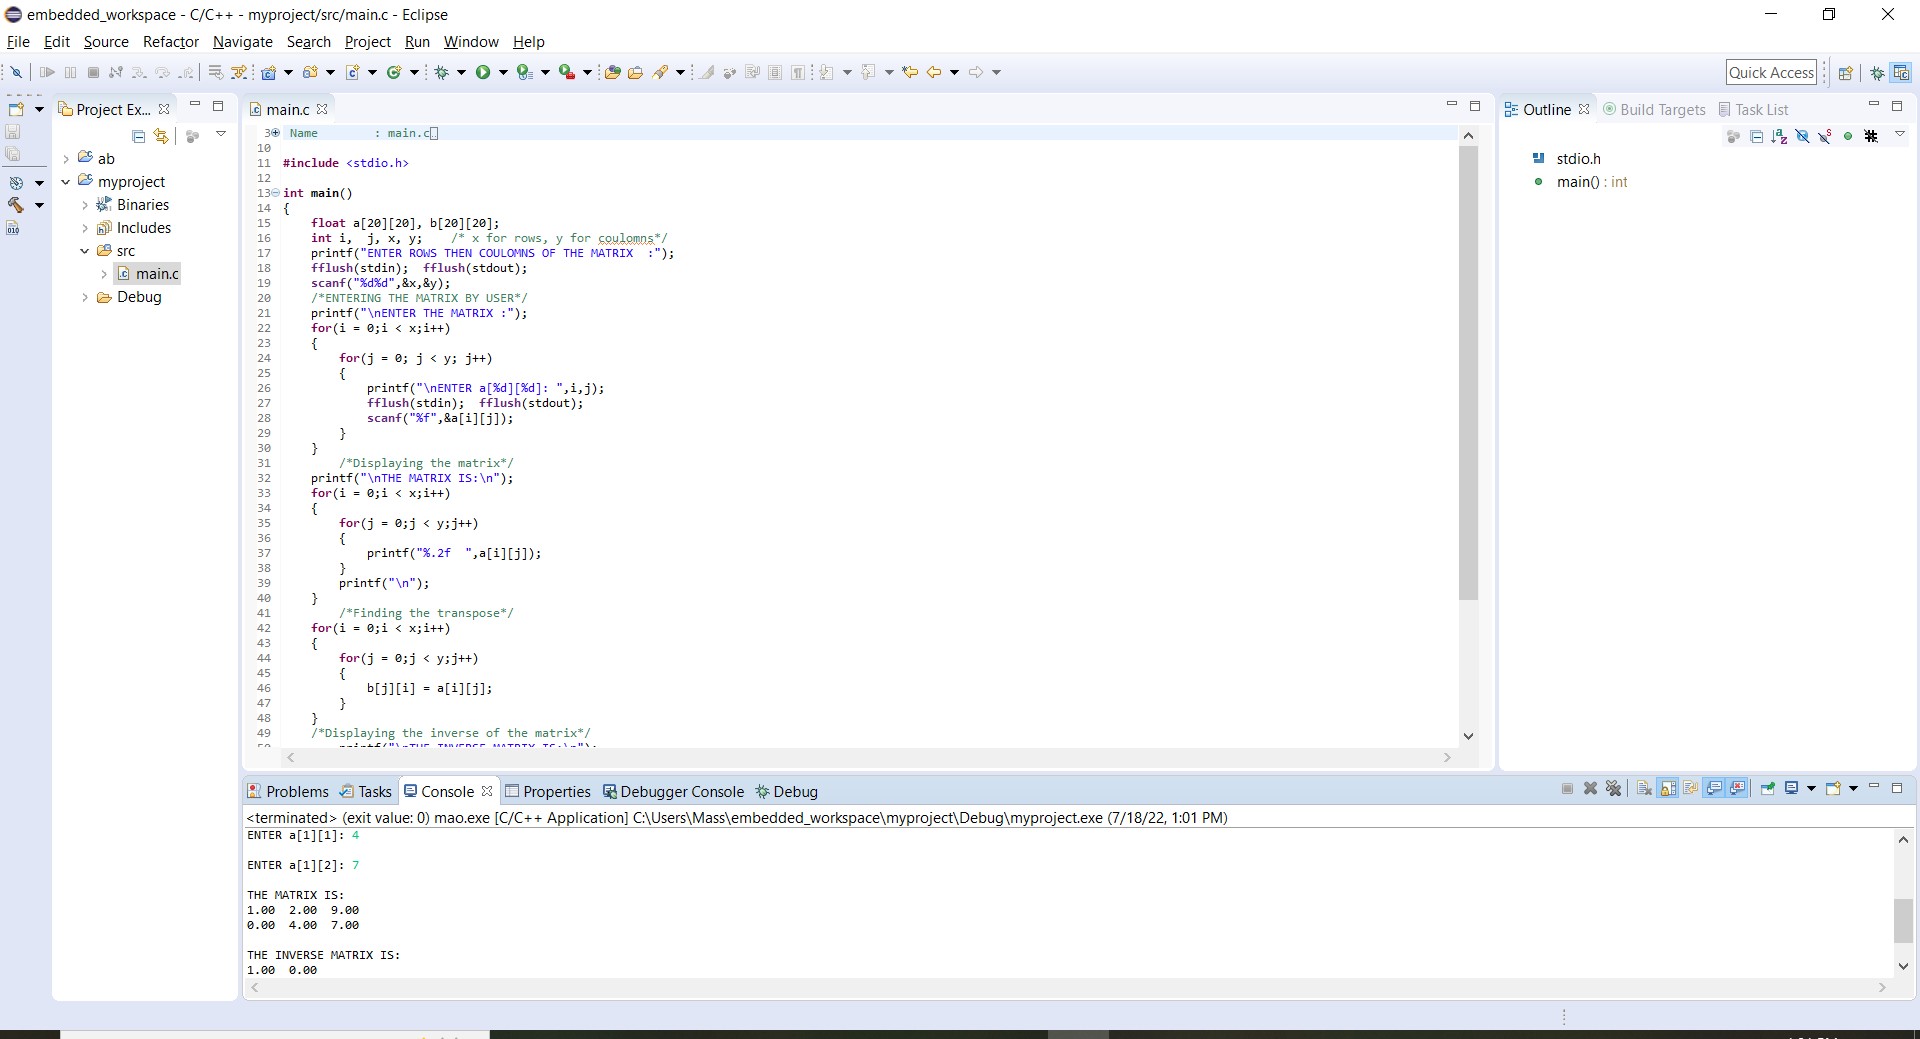 embedded_workspace - C/C++ - myproject/src/main.c - Eclipse
File Edit Source Refactor Navigate Search Project Run Window Help
Quick Access
Project Ex...
ab
myproject
Binaries
Includes
src
main.c
Debug
main.c
3 Name : main.c
10
11 #include <stdio.h>
12
13 int main()
14 {
15 float a[20][20], b[20][20];
16 int i, j, x, y; /* x for rows, y for coulomns*/
17 printf("ENTER ROWS THEN COULOMNS OF THE MATRIX :");
18 fflush(stdin); fflush(stdout);
19 scanf("%d%d",&x,&y);
20 /*ENTERING THE MATRIX BY USER*/
21 printf("\nENTER THE MATRIX :");
22 for(i = 0;i < x;i++)
23 {
24 for(j = 0; j < y; j++)
25 {
26 printf("\nENTER a[%d][%d]: ",i,j);
27 fflush(stdin); fflush(stdout);
28 scanf("%f",&a[i][j]);
29 }
30 }
31 /*Displaying the matrix*/
32 printf("\nTHE MATRIX IS:\n");
33 for(i = 0;i < x;i++)
34 {
35 for(j = 0;j < y;j++)
36 {
37 printf("%.2f ",a[i][j]);
38 }
39 printf("\n");
40 }
41 /*Finding the transpose*/
42 for(i = 0;i < x;i++)
43 {
44 for(j = 0;j < y;j++)
45 {
46 b[j][i] = a[i][j];
47 }
48 }
49 /*Displaying the inverse of the matrix*/
50 printf("\nTHE INVERSE MATRIX IS:\n");
Outline Build Targets Task List
stdio.h
main() : int
Problems Tasks Console Properties Debugger Console Debug
<terminated> (exit value: 0) mao.exe [C/C++ Application] C:\Users\Mass\embedded_workspace\myproject\Debug\myproject.exe (7/18/22, 1:01 PM)
ENTER a[1][1]: 4
ENTER a[1][2]: 7
THE MATRIX IS:
1.00 2.00 9.00
0.00 4.00 7.00
THE INVERSE MATRIX IS:
1.00 0.00